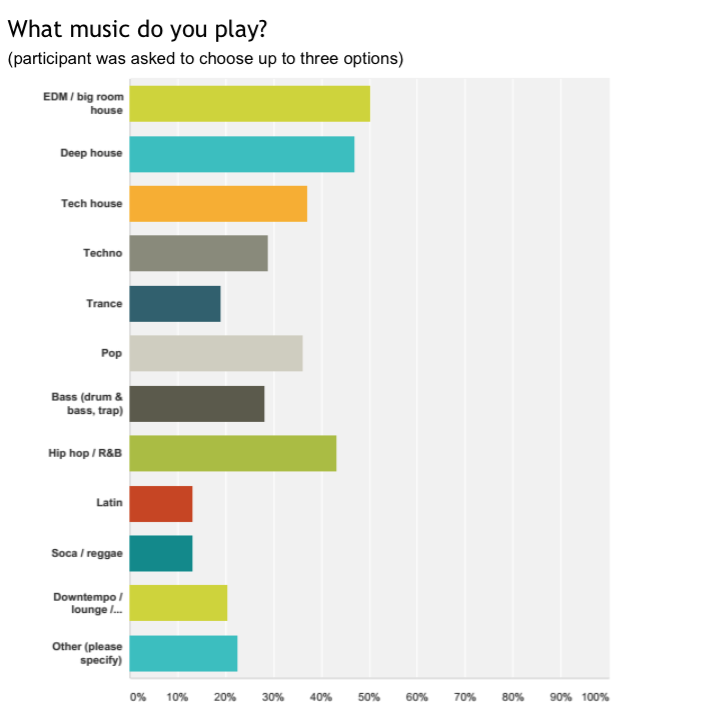 What music do you play?
(participant was asked to choose up to three options)
EDM / big room
house
Deep house
Tech house
Techno
Trance
Pop
Bass (drum &
bass, trap)
Hip hop / R&B
Latin
Soca / reggae
Downtempo /
lounge /...
Other (please
specify)
0% 10% 20% 30% 40% 50% 60% 70% 80% 90% 100%